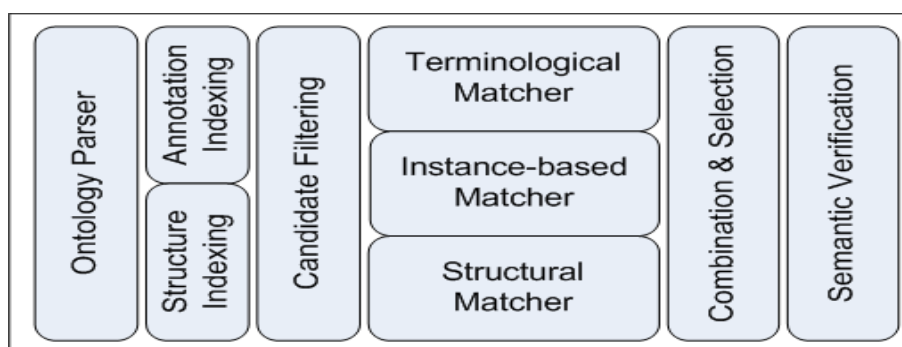 Ontology Parser
Annotation
Indexing
Structure
Indexing
Candidate Filtering
Terminological
Matcher
Instance-based
Matcher
Structural
Matcher
Combination & Selection
Semantic Verification